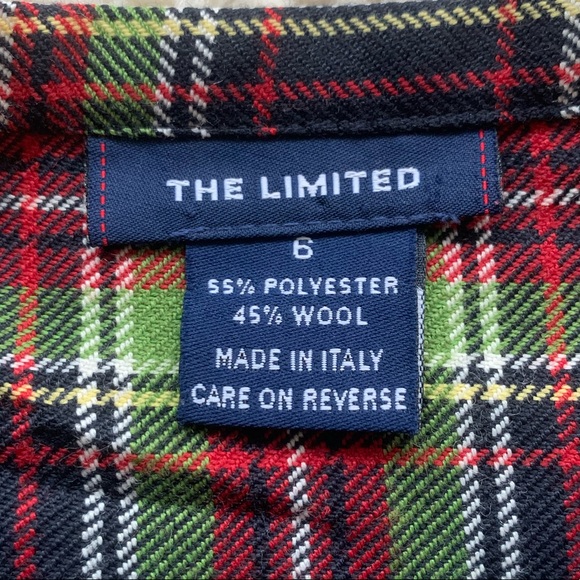 THE LIMITED
6
55% POLYESTER
45% WOOL
MADE IN ITALY
CARE ON REVERSE